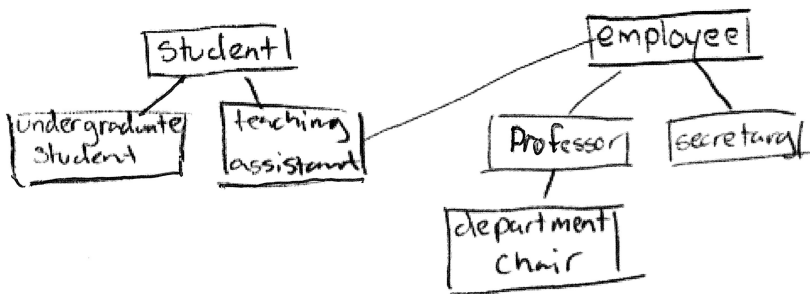 Student
employee
undergraduate
student
teaching
assistant
Professor
secretary
department
Chair